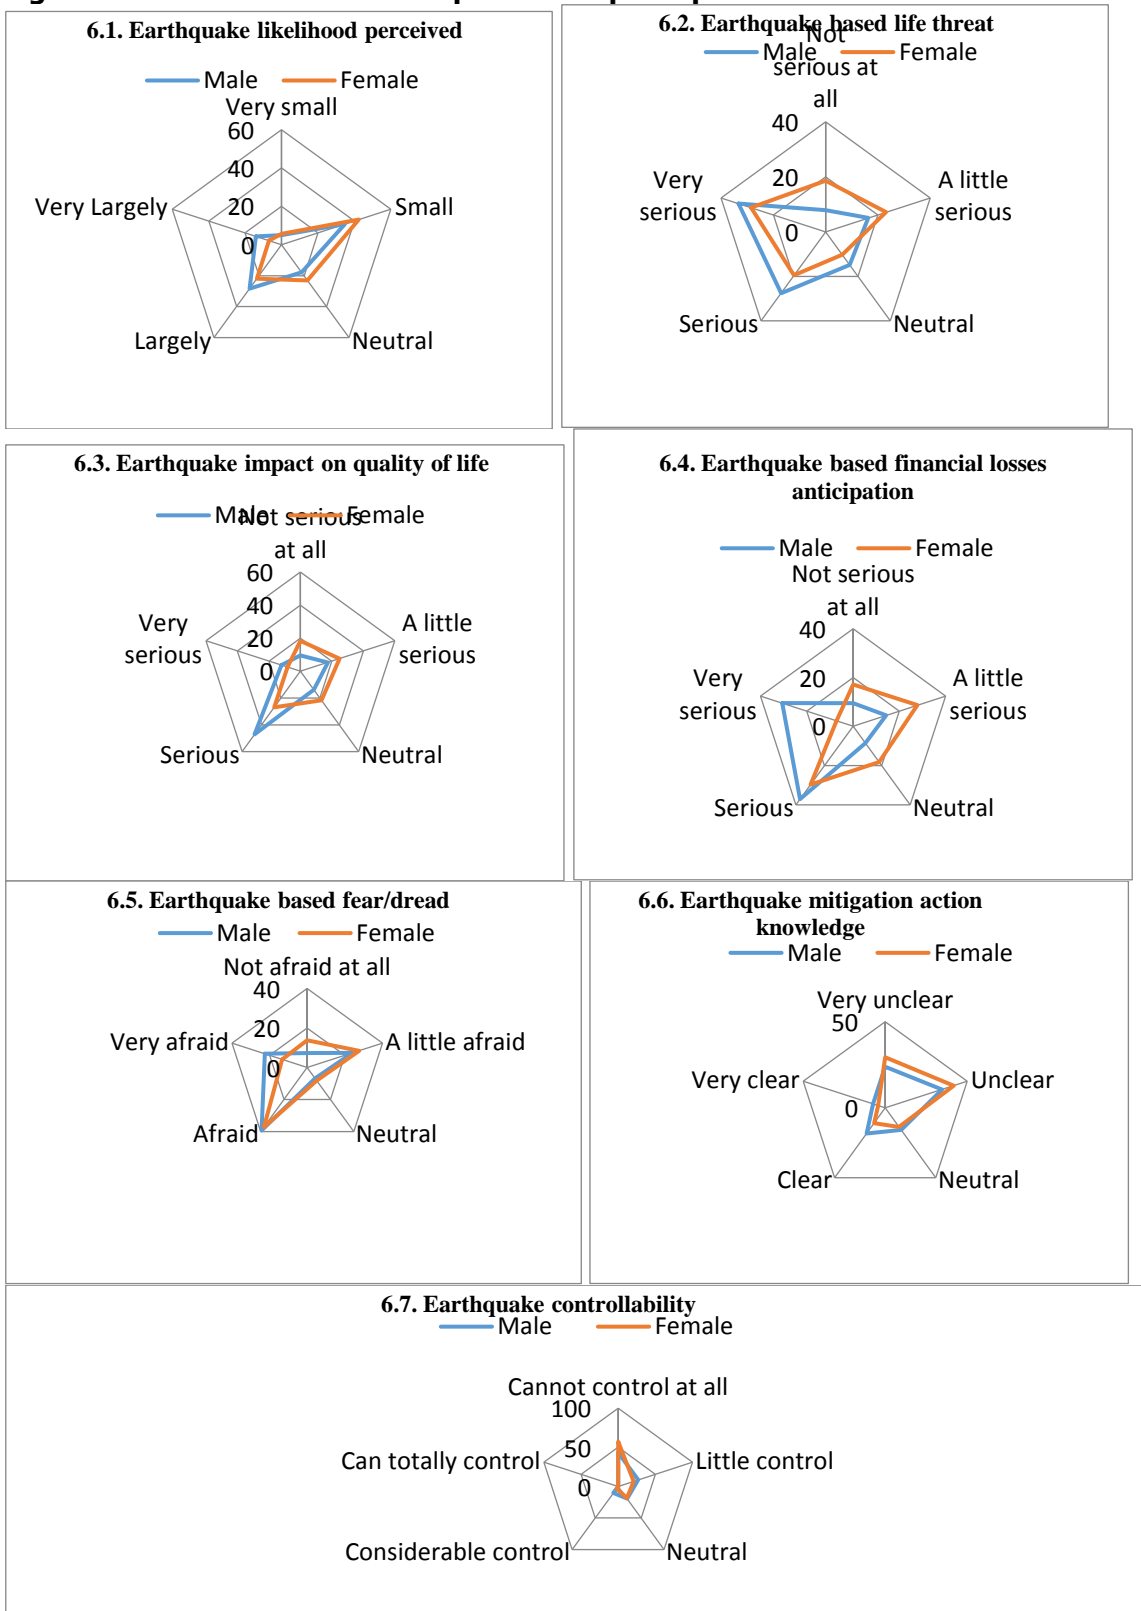 6.1. Earthquake likelihood perceived
Male Female
Very small
60
40
20
0
Very Largely
Small
Largely
Neutral
6.2. Earthquake based life threat
Male Female
Not
serious at
all
40
20
0
Very
serious
A little
serious
Serious
Neutral
6.3. Earthquake impact on quality of life
Male Female
Not serious
at all
60
40
20
0
Very
serious
A little
serious
Serious
Neutral
6.4. Earthquake based financial losses
anticipation
Male Female
Not serious
at all
40
20
0
Very
serious
A little
serious
Serious
Neutral
6.5. Earthquake based fear/dread
Male Female
Not afraid at all
40
20
0
Very afraid
A little afraid
Afraid
Neutral
6.6. Earthquake mitigation action
knowledge
Male Female
Very unclear
50
0
Very clear
Unclear
Clear
Neutral
6.7. Earthquake controllability
Male Female
Cannot control at all
100
50
0
Can totally control
Little control
Considerable control
Neutral